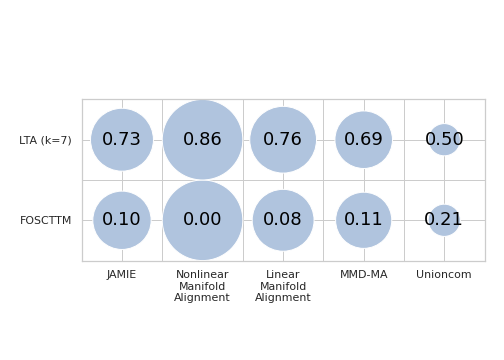 LTA (k=7) 0.73 0.86 0.76 0.69 0.50
FOSCTTM 0.10 0.00 0.08 0.11 0.21
JAMIE Nonlinear Linear MMD-MA Unioncom
Manifold Manifold
Alignment Alignment